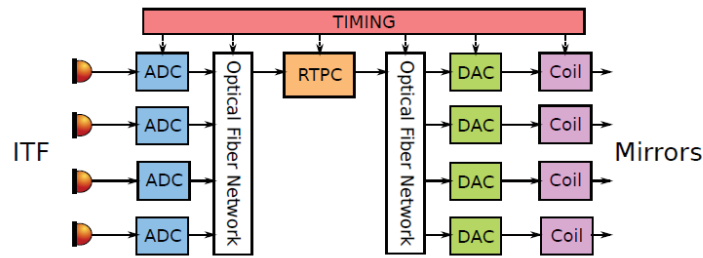 TIMING
ADC
Optical Fiber Network
RTPC
Optical Fiber Network
DAC
Coil
ADC
DAC
Coil
ITF
Mirrors
ADC
DAC
Coil
ADC
DAC
Coil